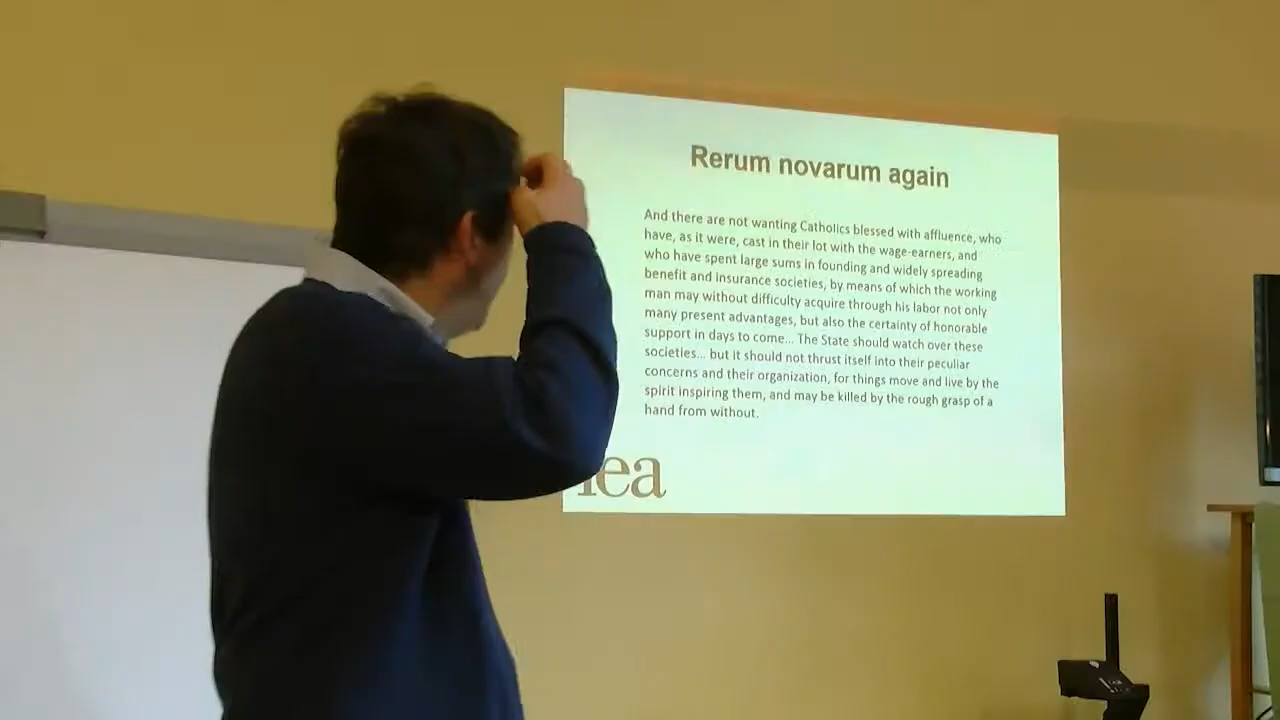 Rerum novarum again
And there are not wanting Catholics blessed with affluence, who
have, as it were, cast in their lot with the wage-earners, and
who have spent large sums in founding and widely spreading
benefit and insurance societies, by means of which the working
man may without difficulty acquire through his labor not only
many present advantages, but also the certainty of honorable
support in days to come... The State should watch over these
societies... but it should not thrust itself into their peculiar
concerns and their organization, for things move and live by the
spirit inspiring them, and may be killed by the rough grasp of a
hand from without.
iea